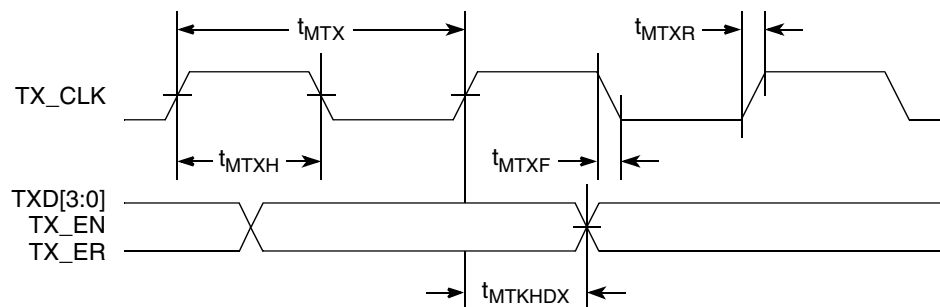 tMTX
tMTXR
TX_CLK
tMTXH
tMTXF
TXD[3:0]
TX_EN
TX_ER
tMTKHDX